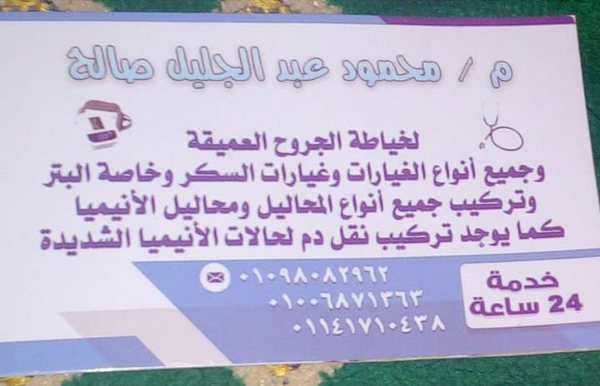 م / محمود عبد الجليل صالح
لخياطة الجروح العميقة
وجميع أنواع الغيارات وغيارات السكر وخاصة البتر
وتركيب جميع أنواع المحاليل ومحاليل الأنيميا
كما يوجد تركيب نقل دم لحالات الأنيميا الشديدة
خدمة
24 ساعة
٠١٠٩٨٠٨٢٩٦٢
٠١٠٠٦٨٧١٣٦٣
٠١١٤١٧١٠٤٣٨